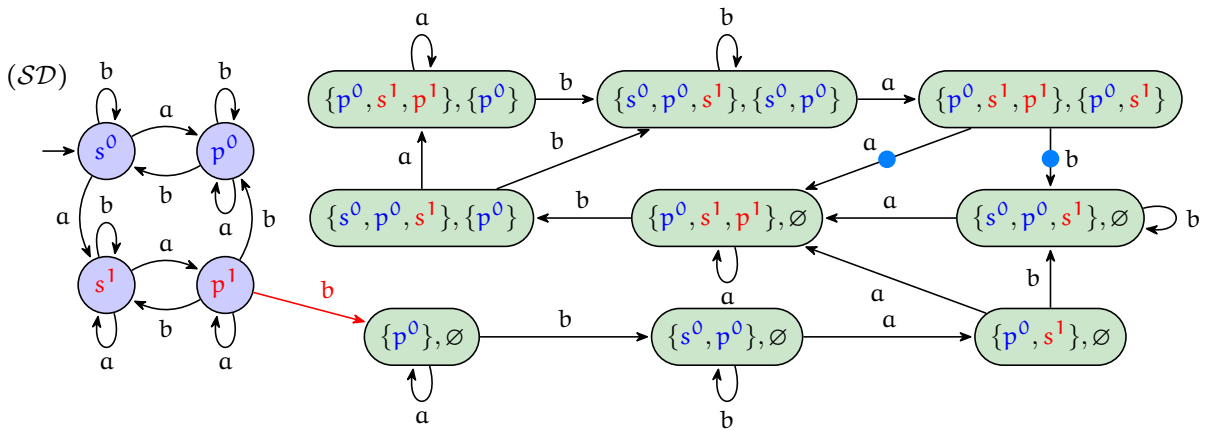 (𝒮𝒟)
b
b
a
b
s⁰
p⁰
a
b
a
a
b
b
a
s¹
p¹
b
a
a
b
a
b
{p⁰, s¹, p¹}, {p⁰}
b
{s⁰, p⁰, s¹}, {s⁰, p⁰}
a
{p⁰, s¹, p¹}, {p⁰, s¹}
a
b
a
b
{s⁰, p⁰, s¹}, {p⁰}
b
{p⁰, s¹, p¹}, ∅
a
{s⁰, p⁰, s¹}, ∅
b
a
a
b
{p⁰}, ∅
b
{s⁰, p⁰}, ∅
a
{p⁰, s¹}, ∅
a
b